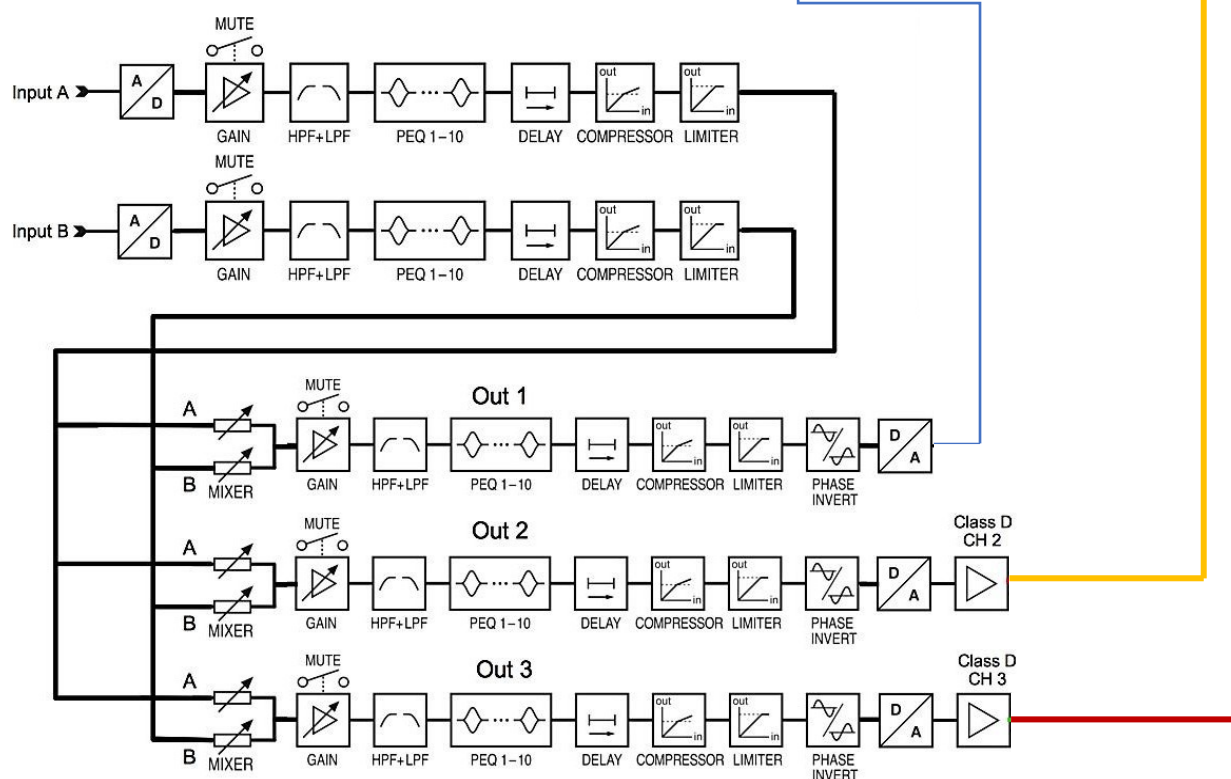 MUTE
Input A
A
D
out
in
out
in
GAIN
HPF+LPF
PEQ 1–10
DELAY
COMPRESSOR
LIMITER
MUTE
Input B
A
D
out
in
out
in
GAIN
HPF+LPF
PEQ 1–10
DELAY
COMPRESSOR
LIMITER
MUTE
Out 1
A
B
MIXER
out
in
out
in
D
A
GAIN
HPF+LPF
PEQ 1–10
DELAY
COMPRESSOR
LIMITER
PHASE
INVERT
MUTE
Out 2
Class D
CH 2
A
B
MIXER
out
in
out
in
D
A
GAIN
HPF+LPF
PEQ 1–10
DELAY
COMPRESSOR
LIMITER
PHASE
INVERT
MUTE
Out 3
Class D
CH 3
A
B
MIXER
out
in
out
in
D
A
GAIN
HPF+LPF
PEQ 1–10
DELAY
COMPRESSOR
LIMITER
PHASE
INVERT